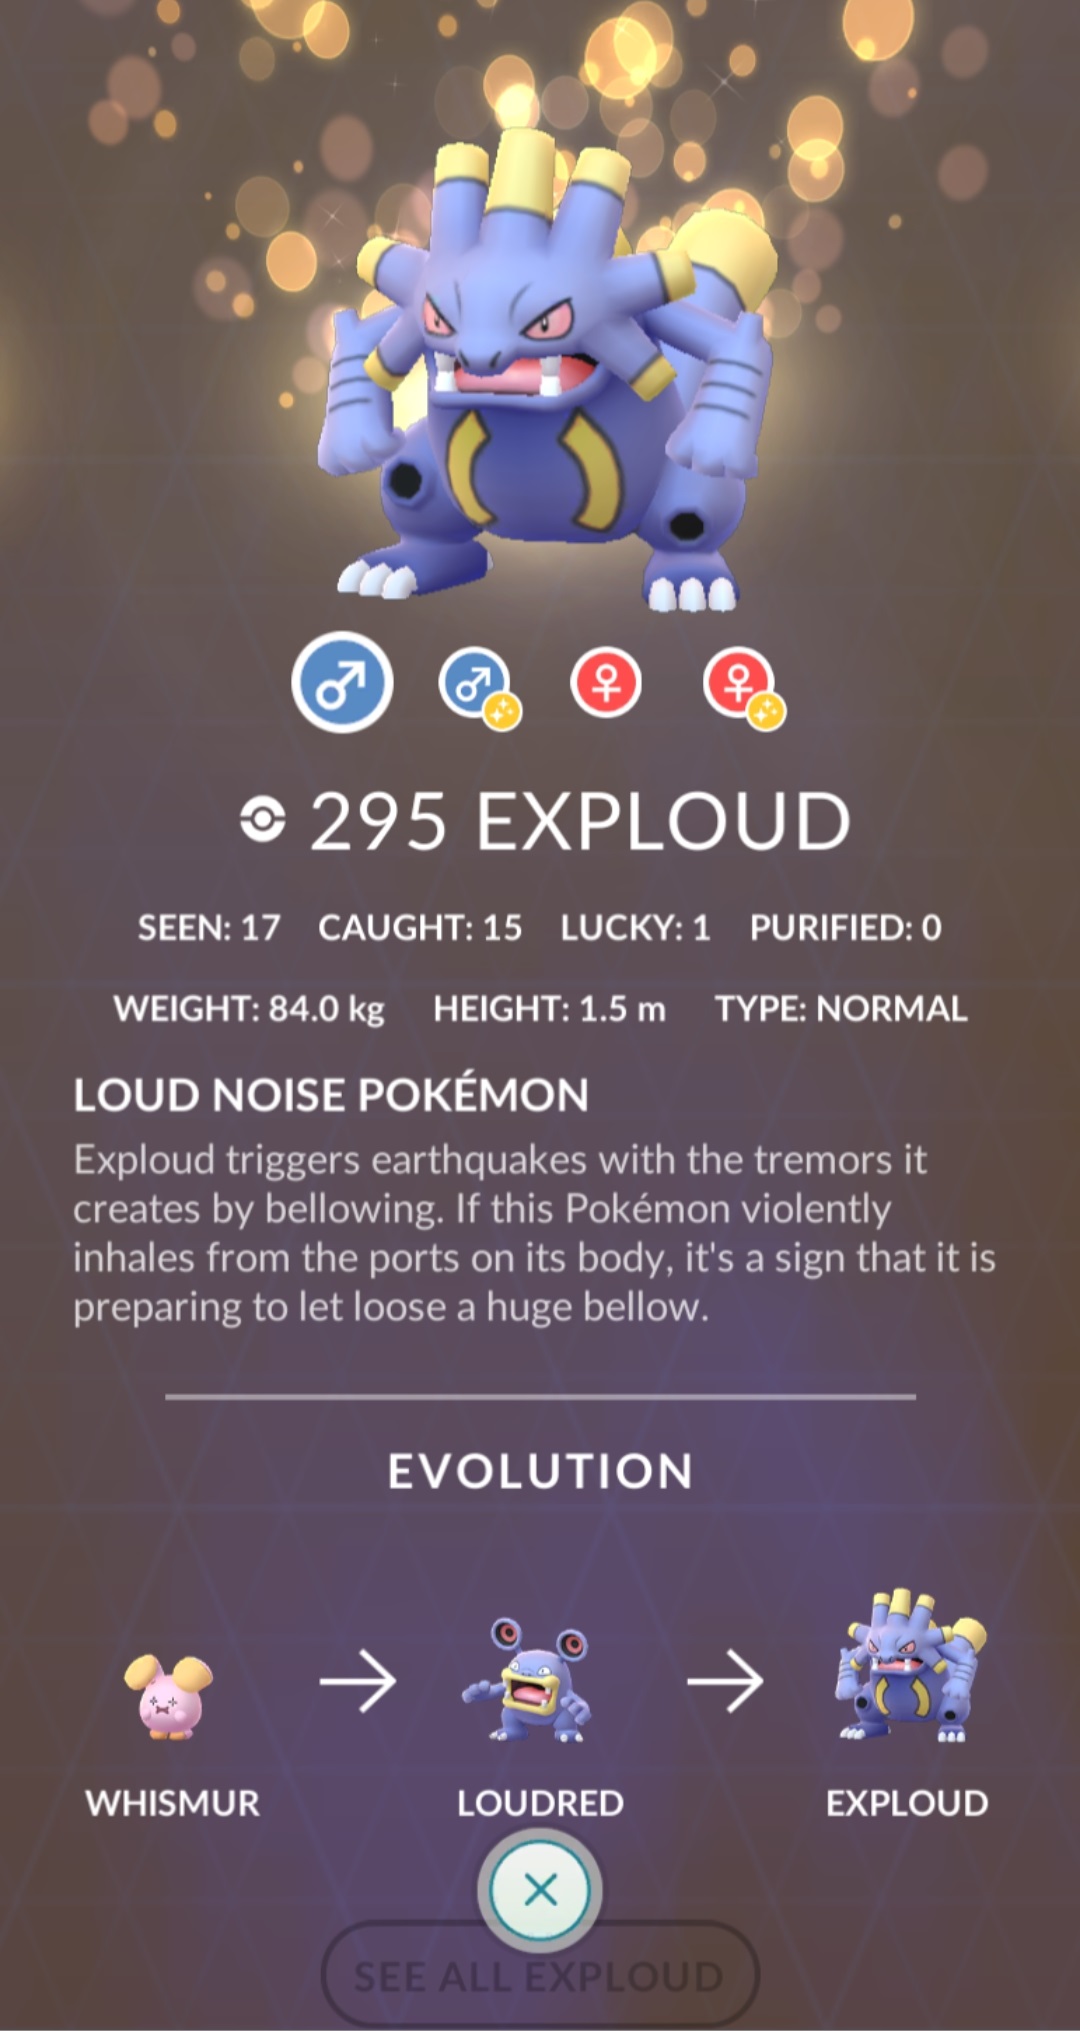 295 EXPLOUD
SEEN: 17 CAUGHT: 15 LUCKY: 1 PURIFIED: 0
WEIGHT: 84.0 kg HEIGHT: 1.5 m TYPE: NORMAL
LOUD NOISE POKÉMON
Exploud triggers earthquakes with the tremors it
creates by bellowing. If this Pokémon violently
inhales from the ports on its body, it's a sign that it is
preparing to let loose a huge bellow.
EVOLUTION
WHISMUR LOUDRED EXPLOUD
SEE ALL EXPLOUD